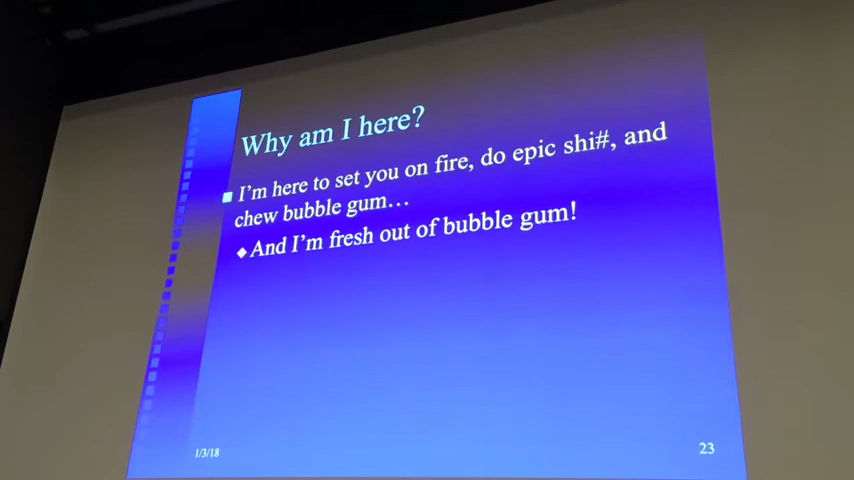 Why am I here?
I'm here to set you on fire, do epic shi#, and
chew bubble gum…
And I'm fresh out of bubble gum!
1/3/18
23